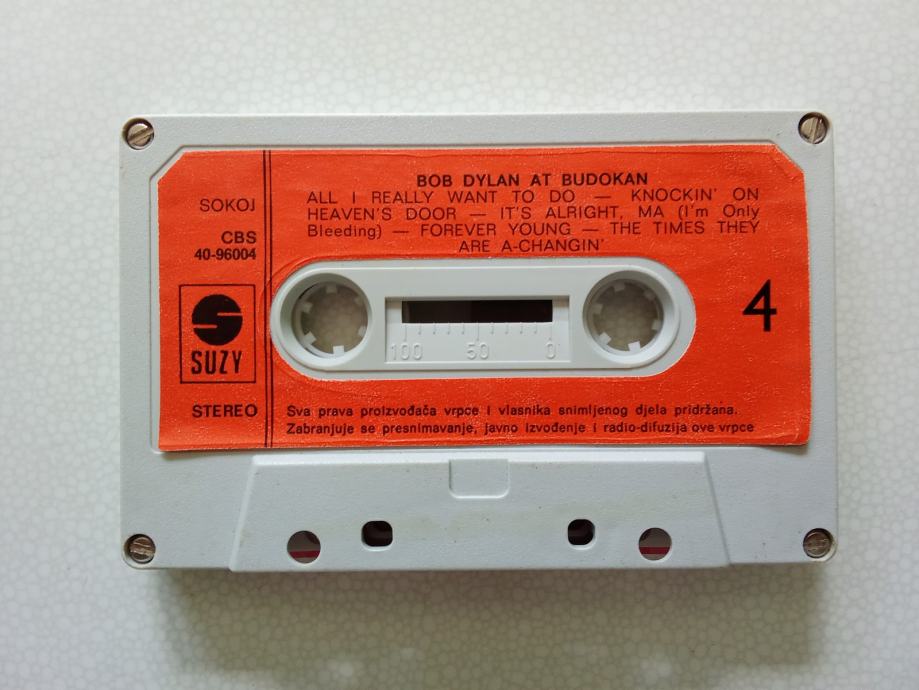 BOB DYLAN AT BUDOKAN
ALL I REALLY WANT TO DO — KNOCKIN' ON
HEAVEN'S DOOR — IT'S ALRIGHT, MA (I'm Only
Bleeding) — FOREVER YOUNG — THE TIMES THEY
ARE A-CHANGIN'
SOKOJ
CBS
40-96004
SUZY
STEREO
4
100 50 0
Sva prava proizvođača vrpce i vlasnika snimljenog djela pridržana.
Zabranjuje se presnimavanje, javno izvođenje i radio-difuzija ove vrpce